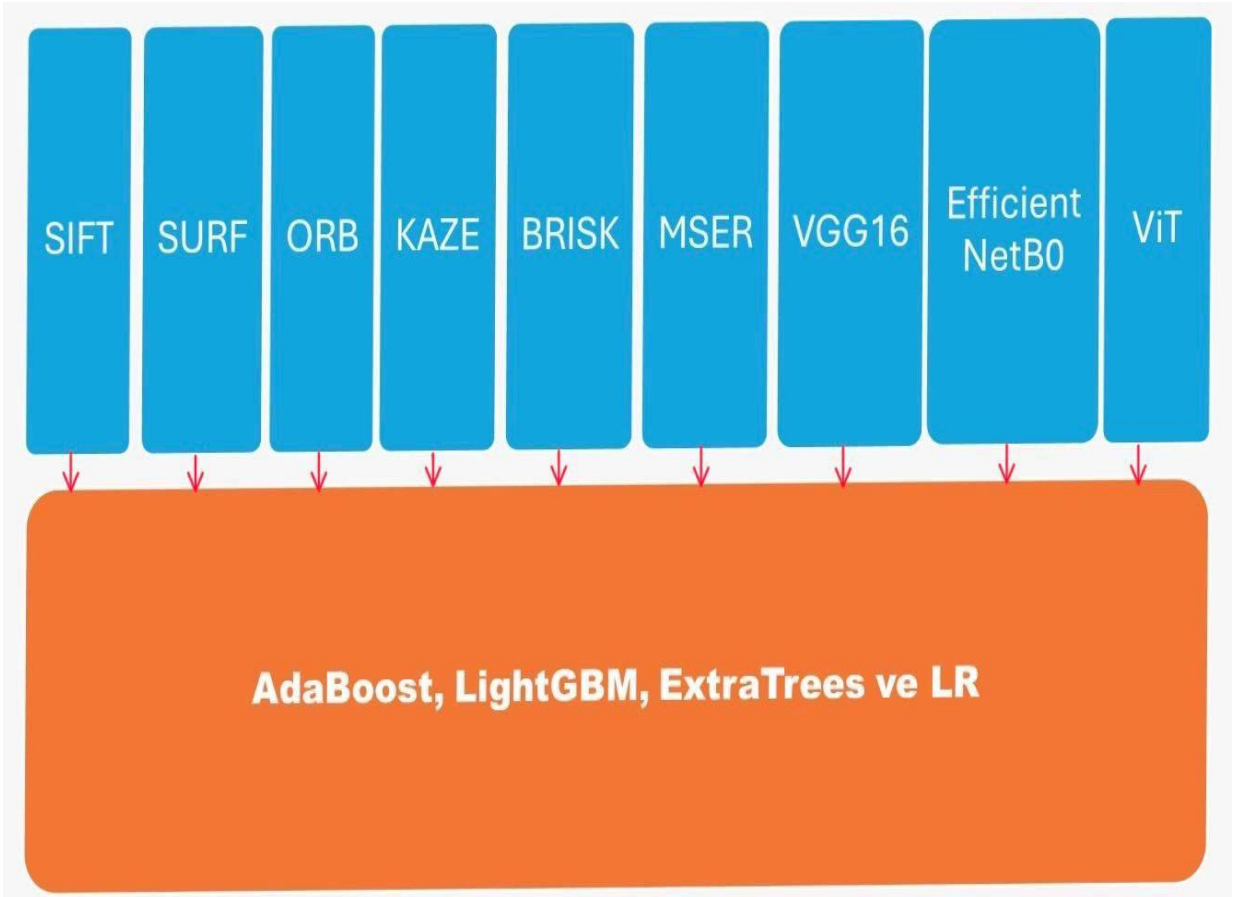 SIFT
SURF
ORB
KAZE
BRISK
MSER
VGG16
Efficient
NetB0
ViT
AdaBoost, LightGBM, ExtraTrees ve LR